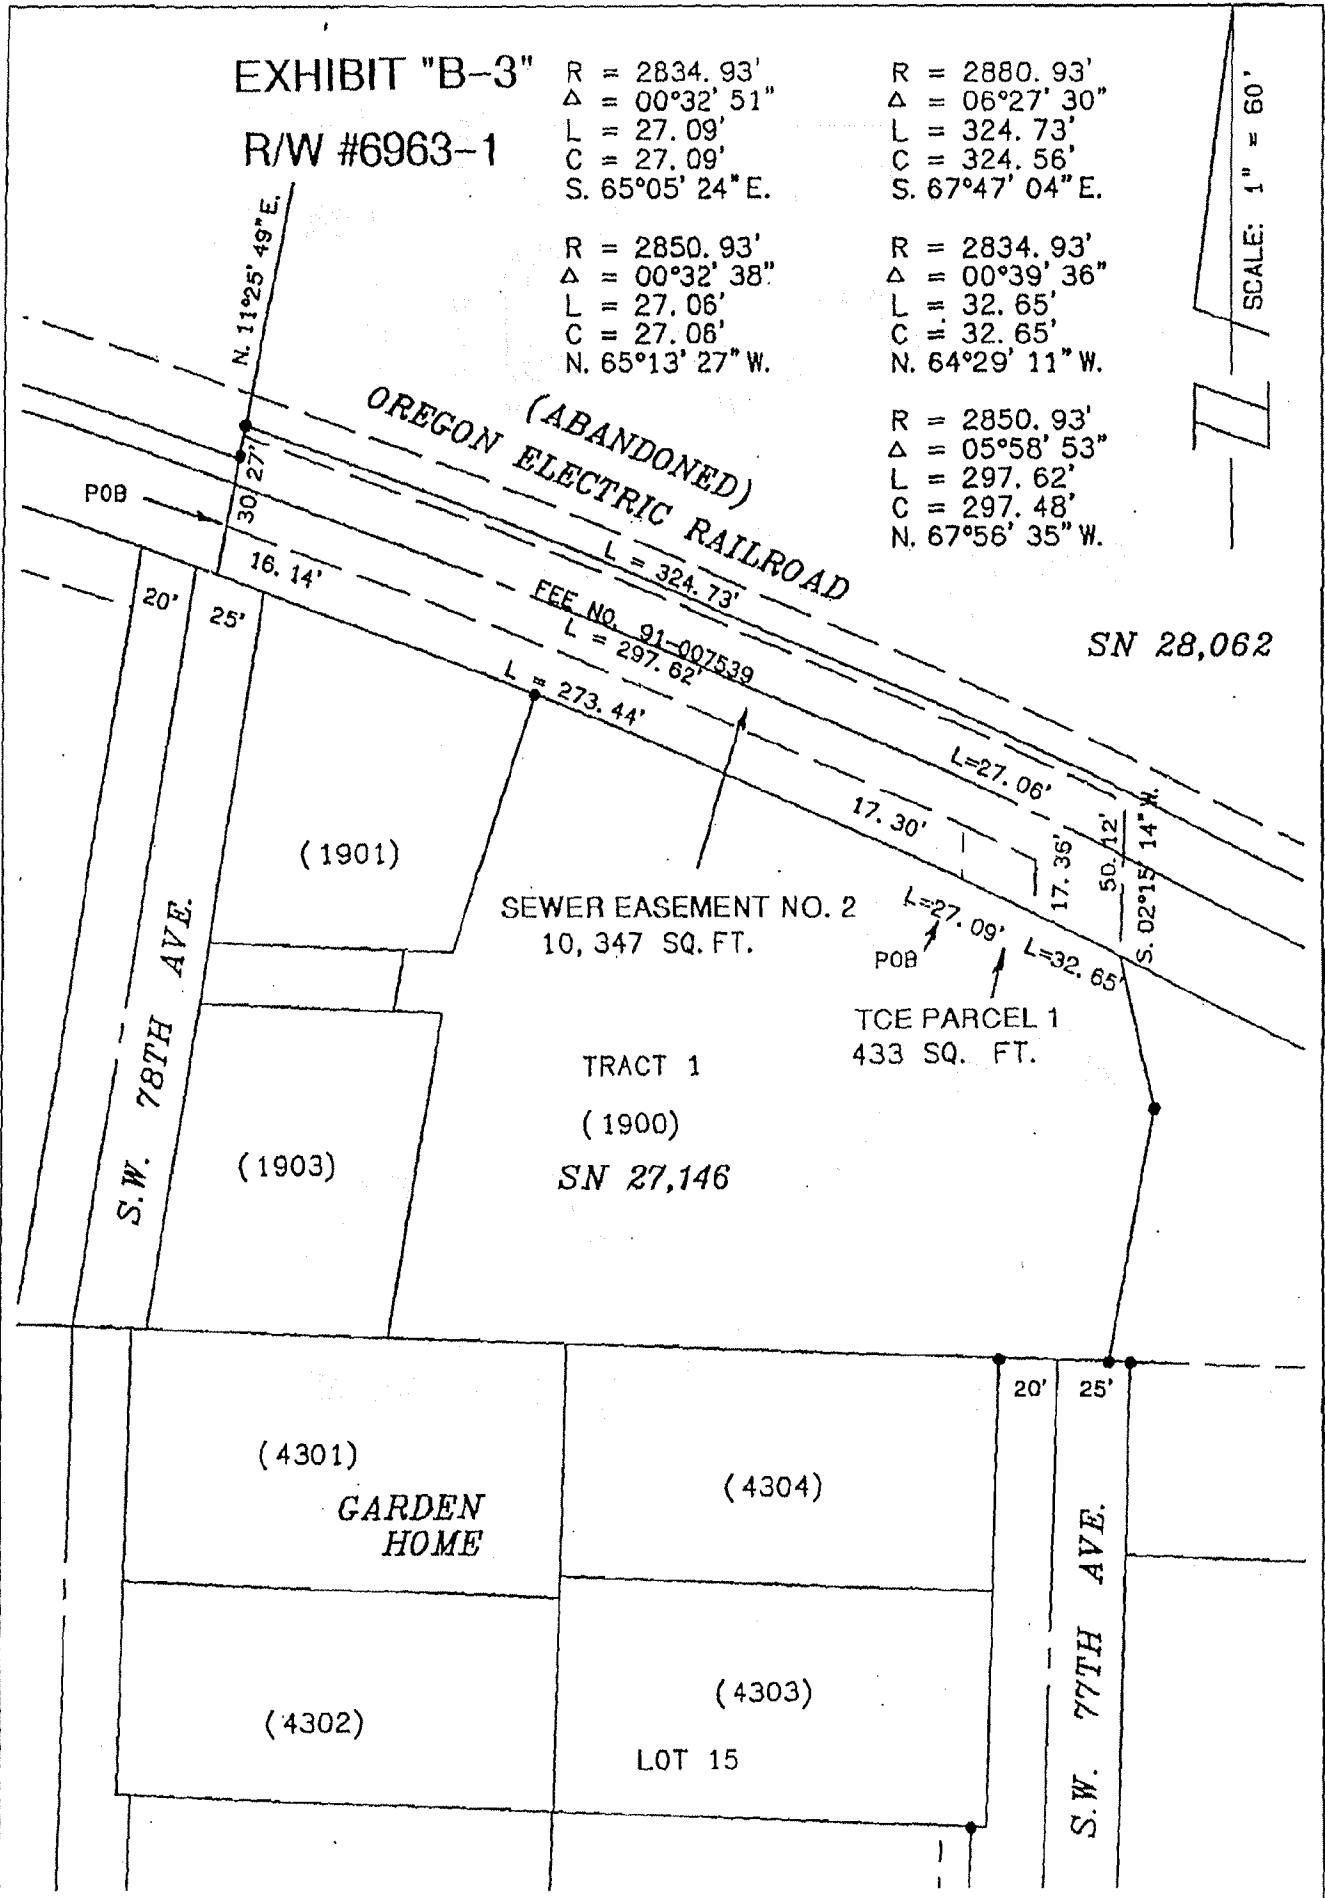 EXHIBIT "B-3"
R/W #6963-1
R = 2834.93'
Δ = 00°32'51"
L = 27.09'
C = 27.09'
S. 65°05'24"E.
R = 2880.93'
Δ = 06°27'30"
L = 324.73'
C = 324.56'
S. 67°47'04"E.
R = 2850.93'
Δ = 00°32'38"
L = 27.06'
C = 27.06'
N. 65°13'27"W.
R = 2834.93'
Δ = 00°39'36"
L = 32.65'
C = 32.65'
N. 64°29'11"W.
R = 2850.93'
Δ = 05°58'53"
L = 297.62'
C = 297.48'
N. 67°56'35"W.
SCALE: 1" = 60'
N. 11°25'49"E.
(ABANDONED)
OREGON ELECTRIC RAILROAD
POB
30.27'
16.14'
20'
25'
L = 324.73'
FEE NO. 91-007539
L = 297.62'
L = 273.44'
SN 28,062
L=27.06'
17.30'
17.36'
50.12'
S. 02°15'14"W.
L=27.09'
L=32.65'
POB
(1901)
SEWER EASEMENT NO. 2
10,347 SQ. FT.
TCE PARCEL 1
433 SQ. FT.
S.W. 78TH AVE.
TRACT 1
(1900)
SN 27,146
(1903)
20'
25'
(4301)
GARDEN
HOME
(4304)
(4302)
(4303)
LOT 15
S.W. 77TH AVE.